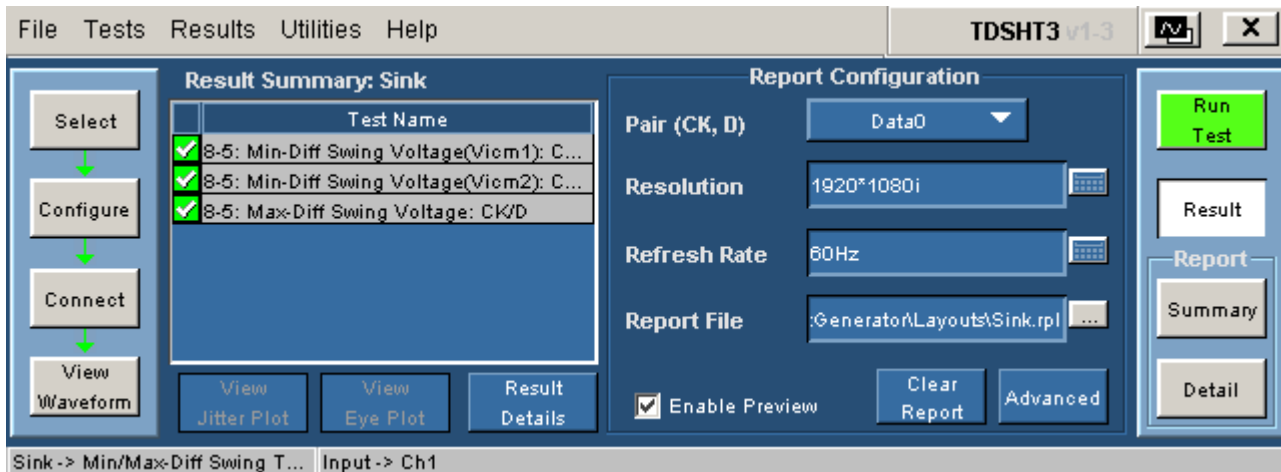 File Tests Results Utilities Help TDSHT3 v1-3
Select
Configure
Connect
View
Waveform
Result Summary: Sink
Test Name
8-5: Min-Diff Swing Voltage(Vicm1): C...
8-5: Min-Diff Swing Voltage(Vicm2): C...
8-5: Max-Diff Swing Voltage: CK/D
View
Jitter Plot
View
Eye Plot
Result
Details
Report Configuration
Pair (CK, D) Data0
Resolution 1920*1080i
Refresh Rate 60Hz
Report File :Generator\Layouts\Sink.rpl ...
Enable Preview
Clear
Report
Advanced
Run
Test
Result
Report
Summary
Detail
Sink -> Min/Max-Diff Swing T... Input -> Ch1